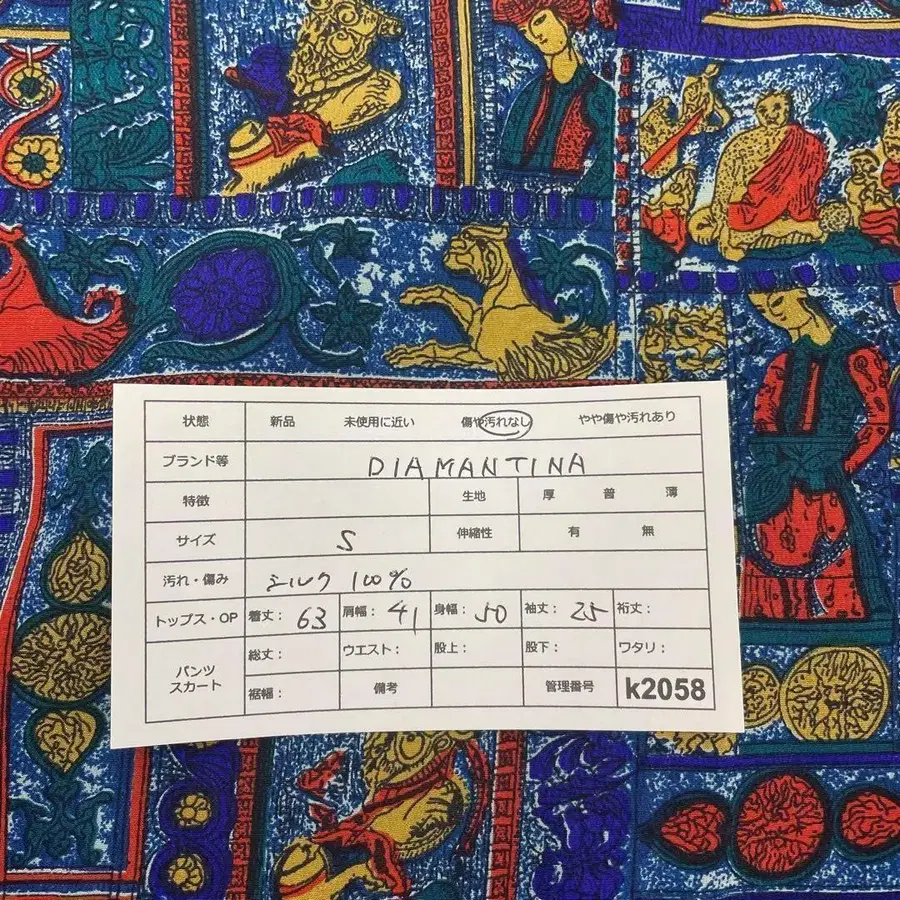 状態 新品 未使用に近い 傷や汚れなし やや傷や汚れあり
ブランド等 DIAMANTINA
特徴 生地 厚 普 薄
サイズ S 伸縮性 有 無
汚れ・傷み シルク 100%
トップス・OP 着丈: 63 肩幅: 41 身幅: 50 袖丈: 25 裄丈:
パンツ スカート 総丈: ウエスト: 股上: 股下: ワタリ:
裾幅: 備考 管理番号 k2058